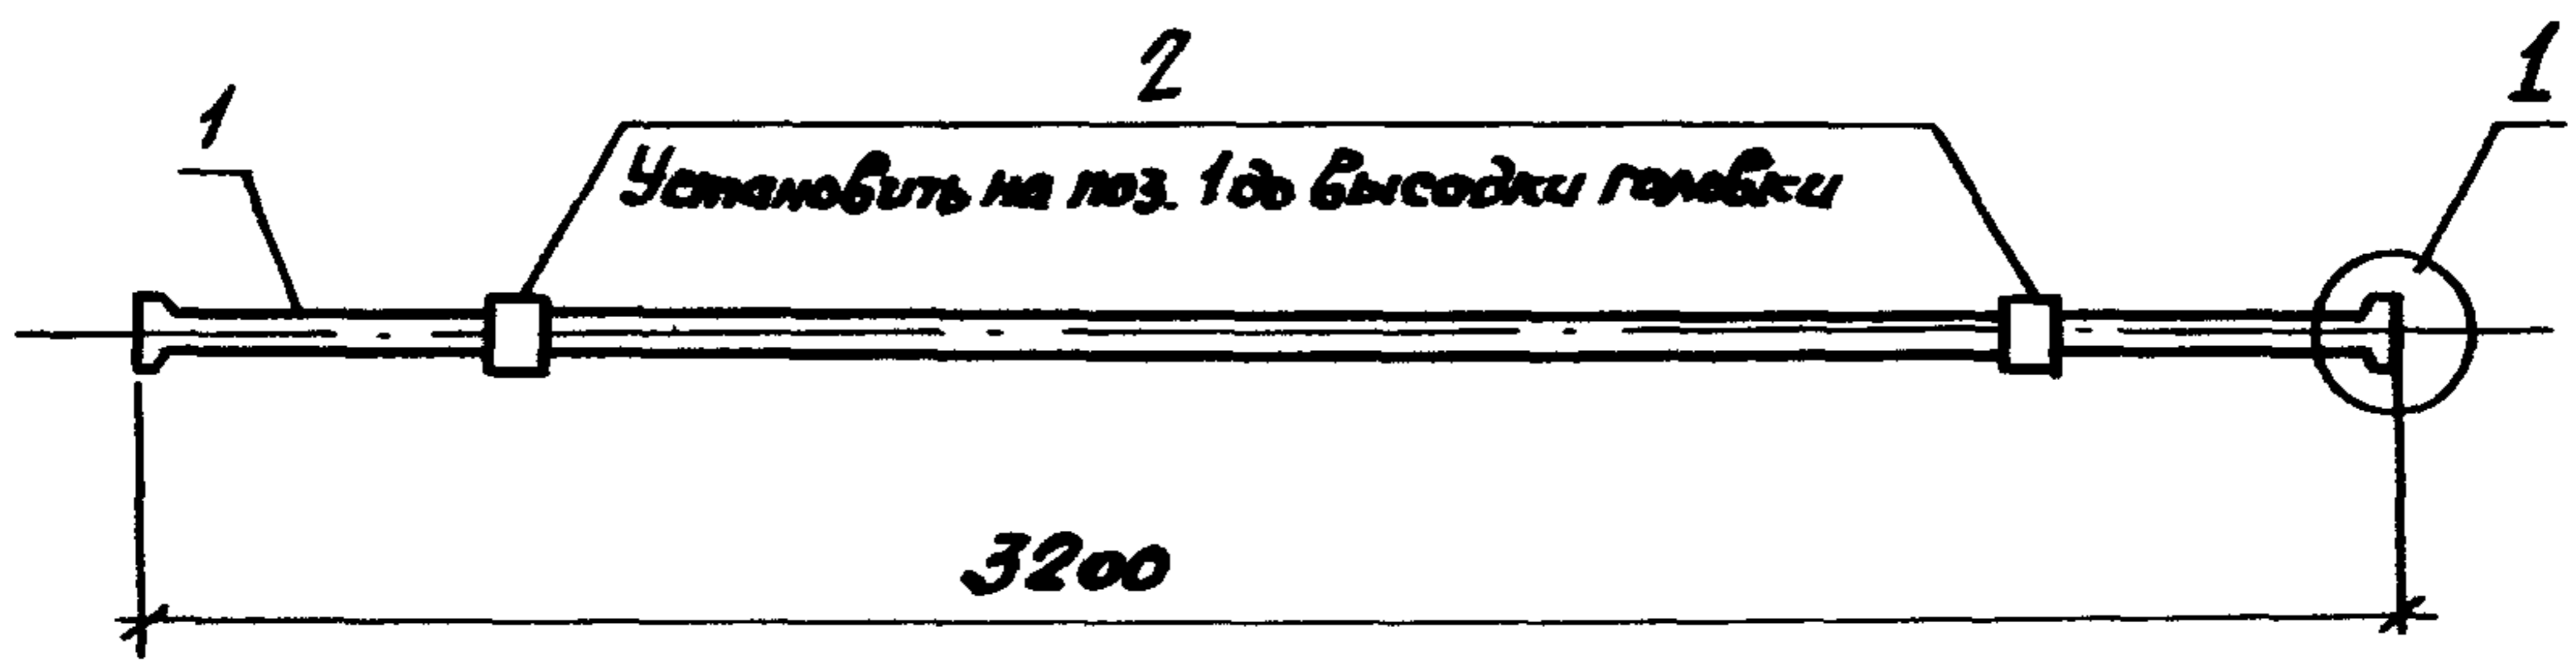 2
1
1
Установить на поз. 1 до высадки головки
3200